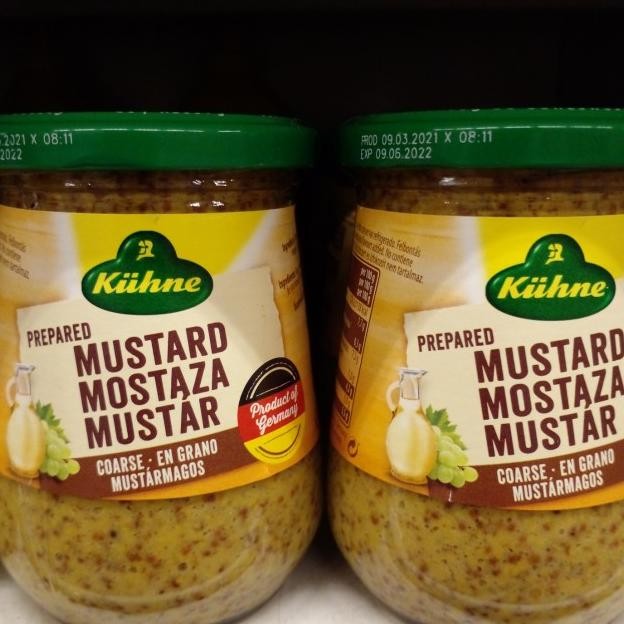 .2021 X 08:11
2022
Kühne
PREPARED
MUSTARD
MOSTAZA
MUSTÁR
COARSE · EN GRANO
MUSTÁRMAGOS
Product of
Germany
PROD 09.03.2021 X 08:11
EXP 09.06.2022
Kühne
PREPARED
MUSTARD
MOSTAZA
MUSTÁR
COARSE · EN GRANO
MUSTÁRMAGOS